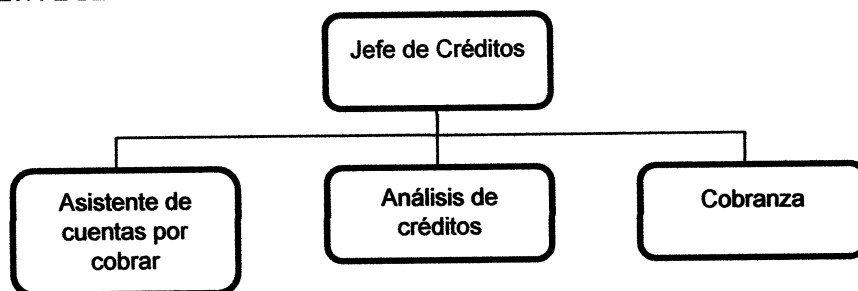 Jefe de Créditos
Asistente de
cuentas por
cobrar
Análisis de
créditos
Cobranza